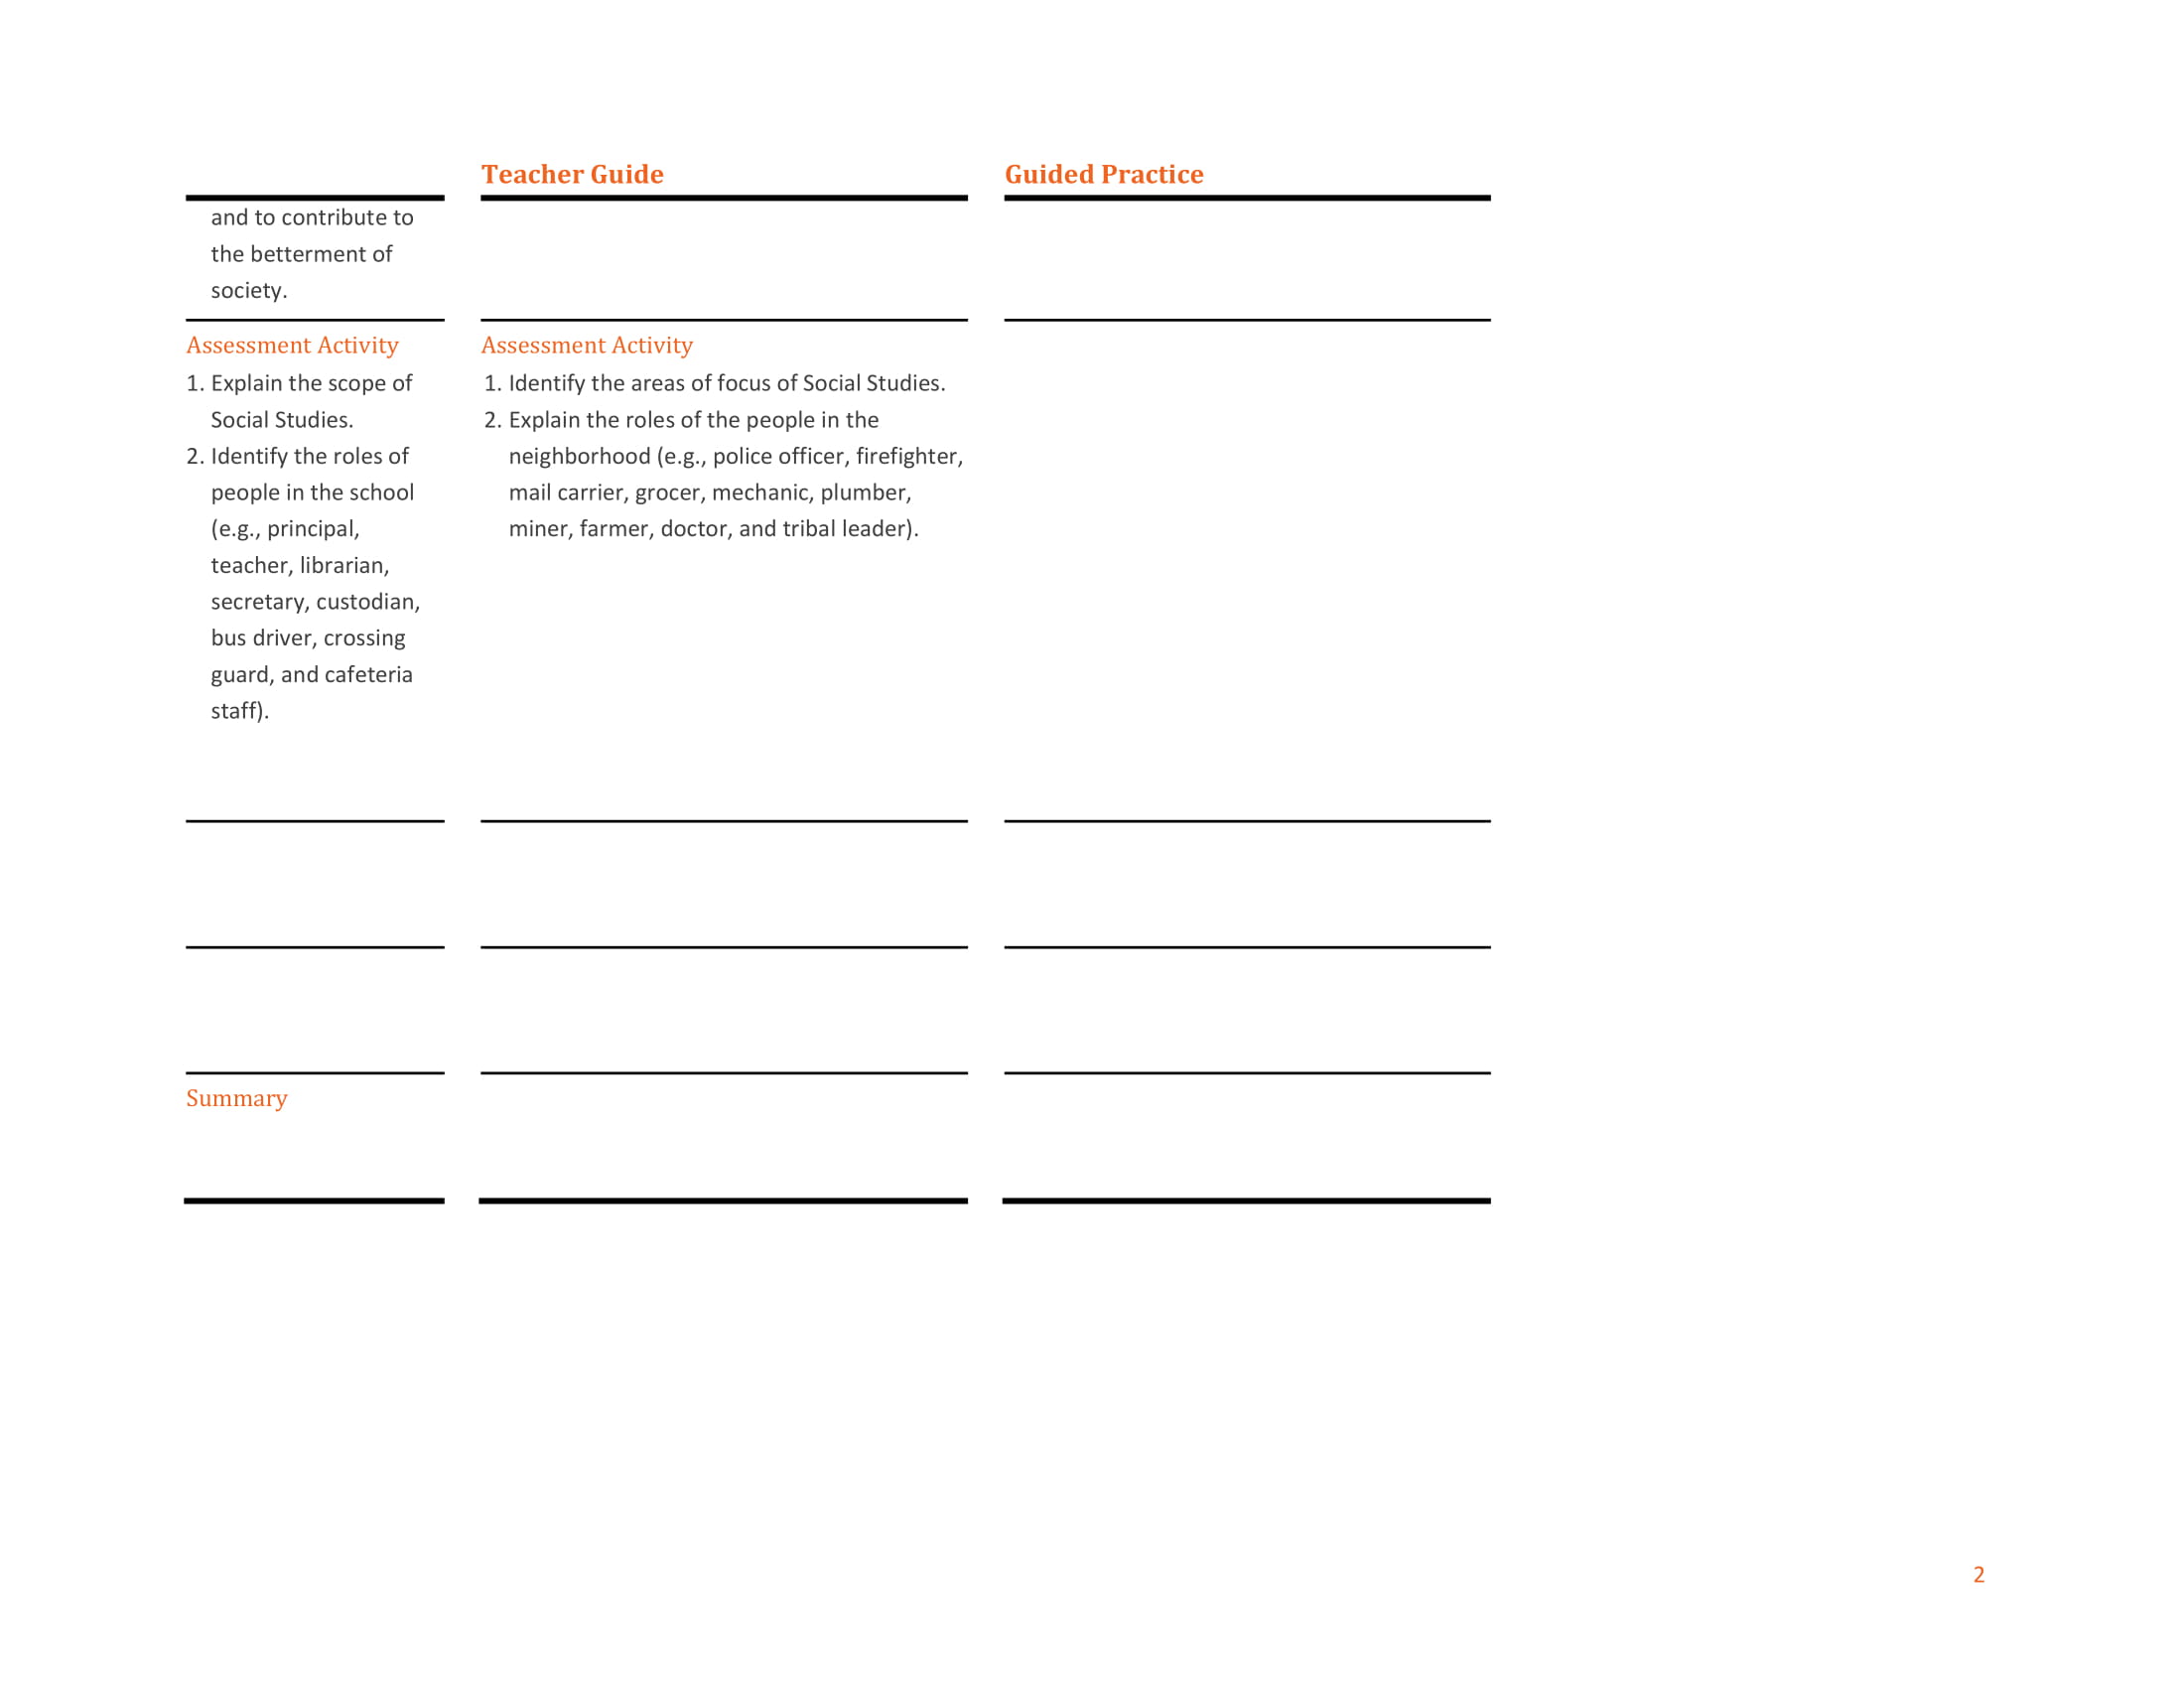 Teacher Guide
Guided Practice
and to contribute to
the betterment of
society.
Assessment Activity
1. Explain the scope of
Social Studies.
2. Identify the roles of
people in the school
(e.g., principal,
teacher, librarian,
secretary, custodian,
bus driver, crossing
guard, and cafeteria
staff).
Assessment Activity
1. Identify the areas of focus of Social Studies.
2. Explain the roles of the people in the
neighborhood (e.g., police officer, firefighter,
mail carrier, grocer, mechanic, plumber,
miner, farmer, doctor, and tribal leader).
Summary
2